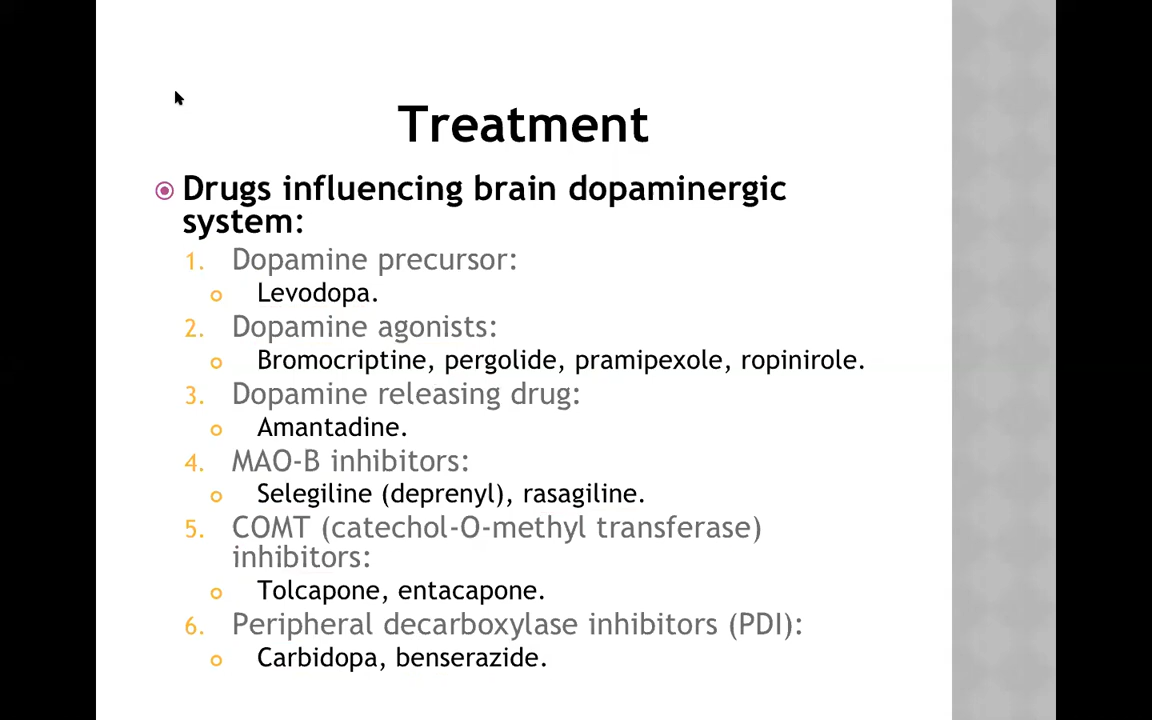 Treatment
Drugs influencing brain dopaminergic
system:
1. Dopamine precursor:
Levodopa.
2. Dopamine agonists:
Bromocriptine, pergolide, pramipexole, ropinirole.
3. Dopamine releasing drug:
Amantadine.
4. MAO-B inhibitors:
Selegiline (deprenyl), rasagiline.
5. COMT (catechol-O-methyl transferase)
inhibitors:
Tolcapone, entacapone.
6. Peripheral decarboxylase inhibitors (PDI):
Carbidopa, benserazide.